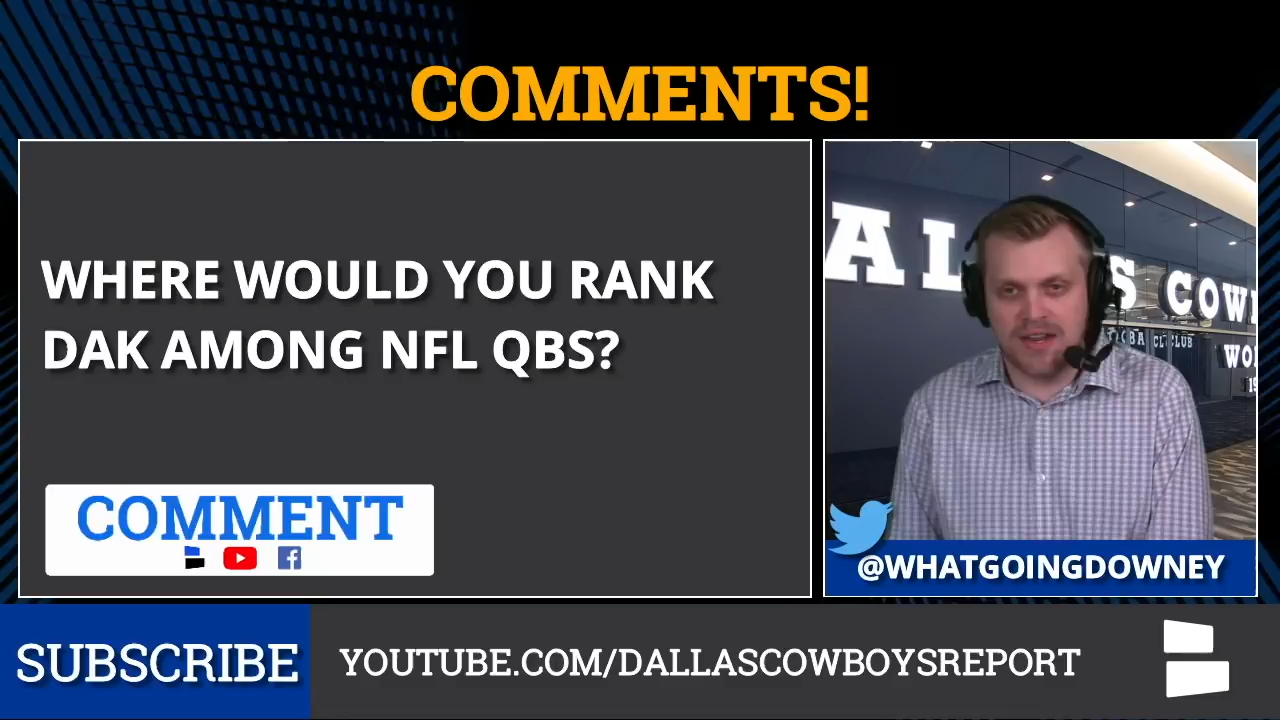 COMMENTS!
WHERE WOULD YOU RANK
DAK AMONG NFL QBS?
COMMENT
@WHATGOINGDOWNEY
SUBSCRIBE
YOUTUBE.COM/DALLASCOWBOYSREPORT